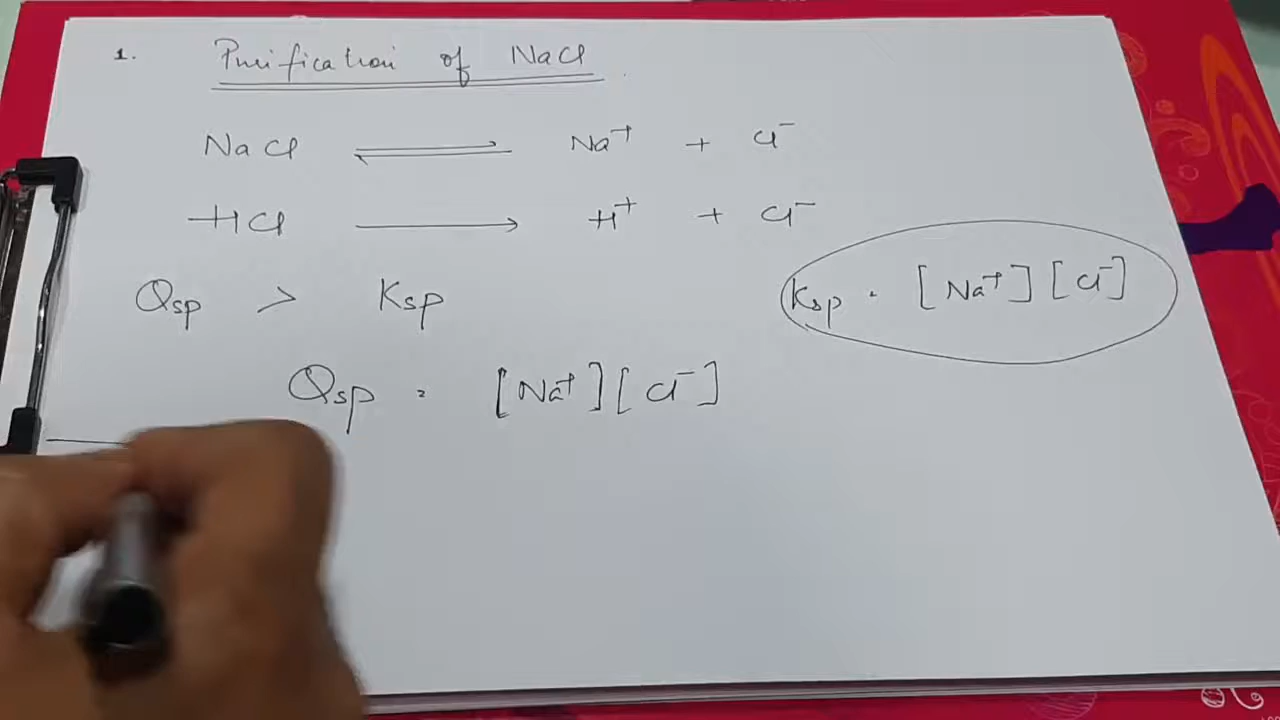 1. Purification of NaCl
NaCl ⇌ Na⁺ + Cl⁻
HCl ⟶ H⁺ + Cl⁻
Qsp > Ksp
Ksp = [Na⁺][Cl⁻]
Qsp = [Na⁺][Cl⁻]